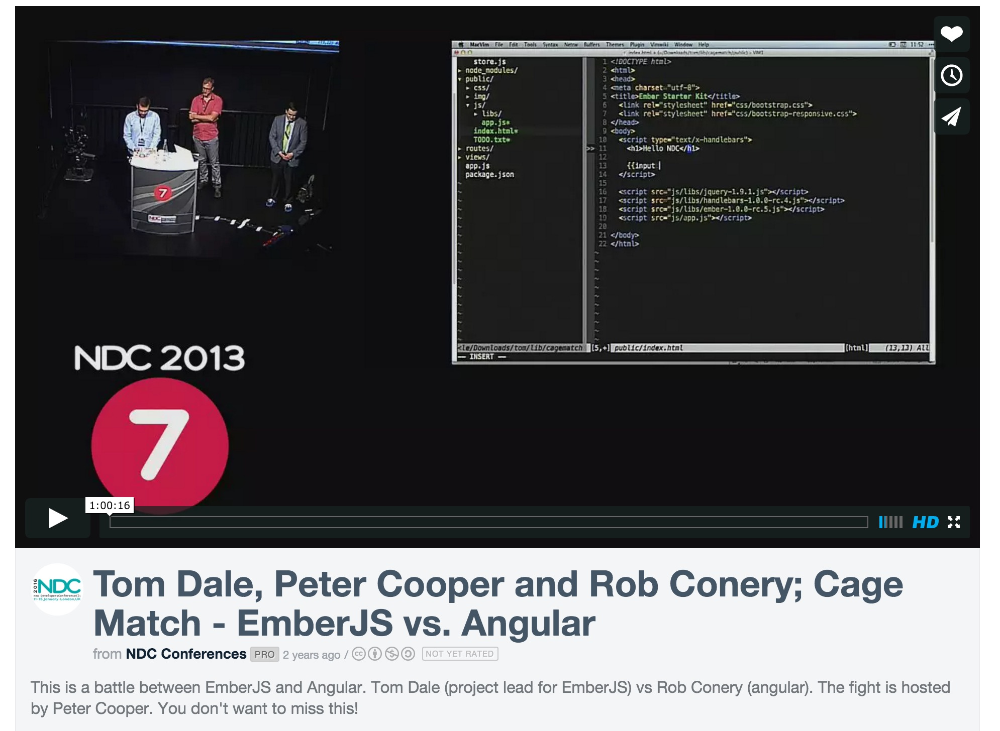 MacVim File Edit Tools Syntax Netrw Buffers Themes Plugin Vimwiki Window Help 11:52
index.html + (~/Downloads/tom/lib/cagematch/public) - VIM1
store.js
node_modules/
public/
css/
img/
js/
libs/
app.js*
index.html*
TODO.txt*
routes/
views/
app.js
package.json
1 <!DOCTYPE html>
2 <html>
3 <head>
4 <meta charset="utf-8">
5 <title>Ember Starter Kit</title>
6 <link rel="stylesheet" href="css/bootstrap.css">
7 <link rel="stylesheet" href="css/bootstrap-responsive.css">
8 </head>
9 <body>
10 <script type="text/x-handlebars">
>> 11 <h1>Hello NDC</h1>
12
13 {{input
14 </script>
15
16 <script src="js/libs/jquery-1.9.1.js"></script>
17 <script src="js/libs/handlebars-1.0.0-rc.4.js"></script>
18 <script src="js/libs/ember-1.0.0-rc.5.js"></script>
19 <script src="js/app.js"></script>
20
21 </body>
22 </html>
<le/Downloads/tom/lib/cagematch [5,+] public/index.html [html] (13,13) All
-- INSERT --
7
NDC
NDC 2013
7
1:00:16
HD
2016 NDC
new DevelopersConference();
11-15 January-London,UK
Tom Dale, Peter Cooper and Rob Conery; Cage
Match - EmberJS vs. Angular
from NDC Conferences PRO 2 years ago / cc NOT YET RATED
This is a battle between EmberJS and Angular. Tom Dale (project lead for EmberJS) vs Rob Conery (angular). The fight is hosted
by Peter Cooper. You don't want to miss this!